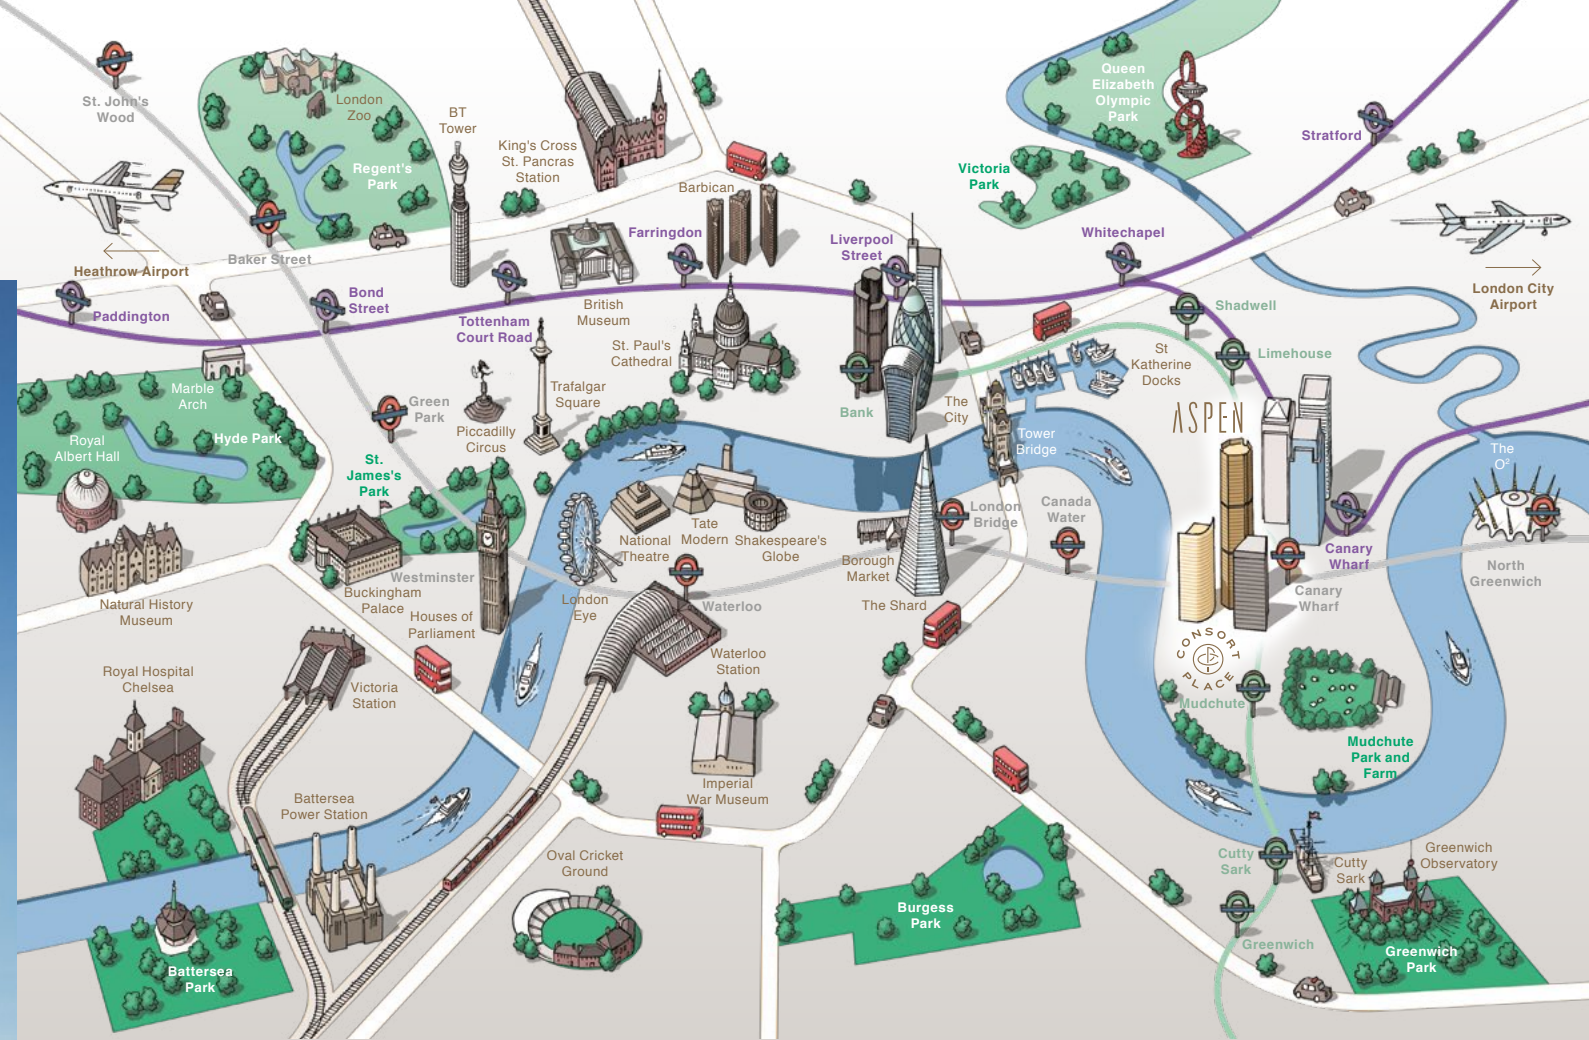 St. John's
Wood
London
Zoo
Regent's
Park
BT
Tower
King's Cross
St. Pancras
Station
Barbican
Queen
Elizabeth
Olympic
Park
Victoria
Park
Stratford
Heathrow Airport
Baker Street
Farringdon
Liverpool
Street
Whitechapel
London City
Airport
Paddington
Bond
Street
Tottenham
Court Road
British
Museum
St. Paul's
Cathedral
Shadwell
Limehouse
St
Katherine
Docks
Marble
Arch
Green
Park
Piccadilly
Circus
Trafalgar
Square
Bank
The
City
Tower
Bridge
ASPEN
Royal
Albert Hall
Hyde Park
St.
James's
Park
The
O²
National
Theatre
Tate
Modern
Shakespeare's
Globe
London
Bridge
Canada
Water
Borough
Market
The Shard
Canary
Wharf
Canary
Wharf
North
Greenwich
Natural History
Museum
Westminster
Buckingham
Palace
Houses of
Parliament
London
Eye
Waterloo
Waterloo
Station
CONSORT
PLACE
Royal Hospital
Chelsea
Victoria
Station
Mudchute
Mudchute
Park and
Farm
Imperial
War Museum
Battersea
Power Station
Oval Cricket
Ground
Burgess
Park
Cutty
Sark
Cutty
Sark
Greenwich
Observatory
Greenwich
Greenwich
Park
Battersea
Park